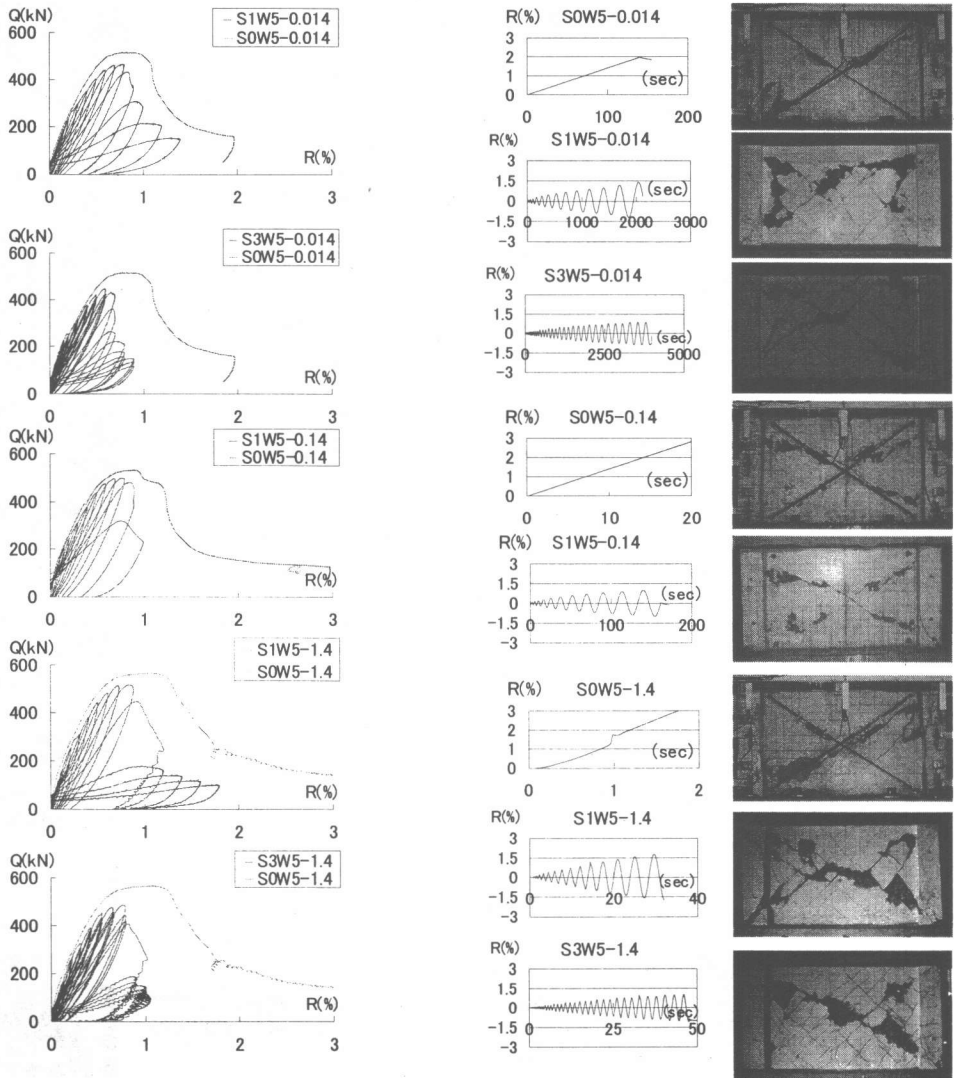 Q(kN)
S1W5-0.014
S0W5-0.014
600
400
200
0
R(%)
0 1 2 3
Q(kN)
S3W5-0.014
S0W5-0.014
600
400
200
0
R(%)
0 1 2 3
Q(kN)
S1W5-0.14
S0W5-0.14
600
400
200
0
R(%)
0 1 2 3
Q(kN)
S1W5-1.4
S0W5-1.4
600
400
200
0
R(%)
0 1 2 3
Q(kN)
S3W5-1.4
S0W5-1.4
600
400
200
0
R(%)
0 1 2 3
R(%) S0W5-0.014
3
2
1
0
(sec)
0 100 200
R(%) S1W5-0.014
3
1.5
0
-1.5
-3
(sec)
0 1000 2000 3000
R(%) S3W5-0.014
3
1.5
0
-1.5
-3
(sec)
0 2500 5000
R(%) S0W5-0.14
3
2
1
0
(sec)
0 10 20
R(%) S1W5-0.14
3
1.5
0
-1.5
-3
(sec)
0 100 200
R(%) S0W5-1.4
3
2
1
0
(sec)
0 1 2
R(%) S1W5-1.4
3
1.5
0
-1.5
-3
(sec)
0 20 40
R(%) S3W5-1.4
3
1.5
0
-1.5
-3
(sec)
0 25 50